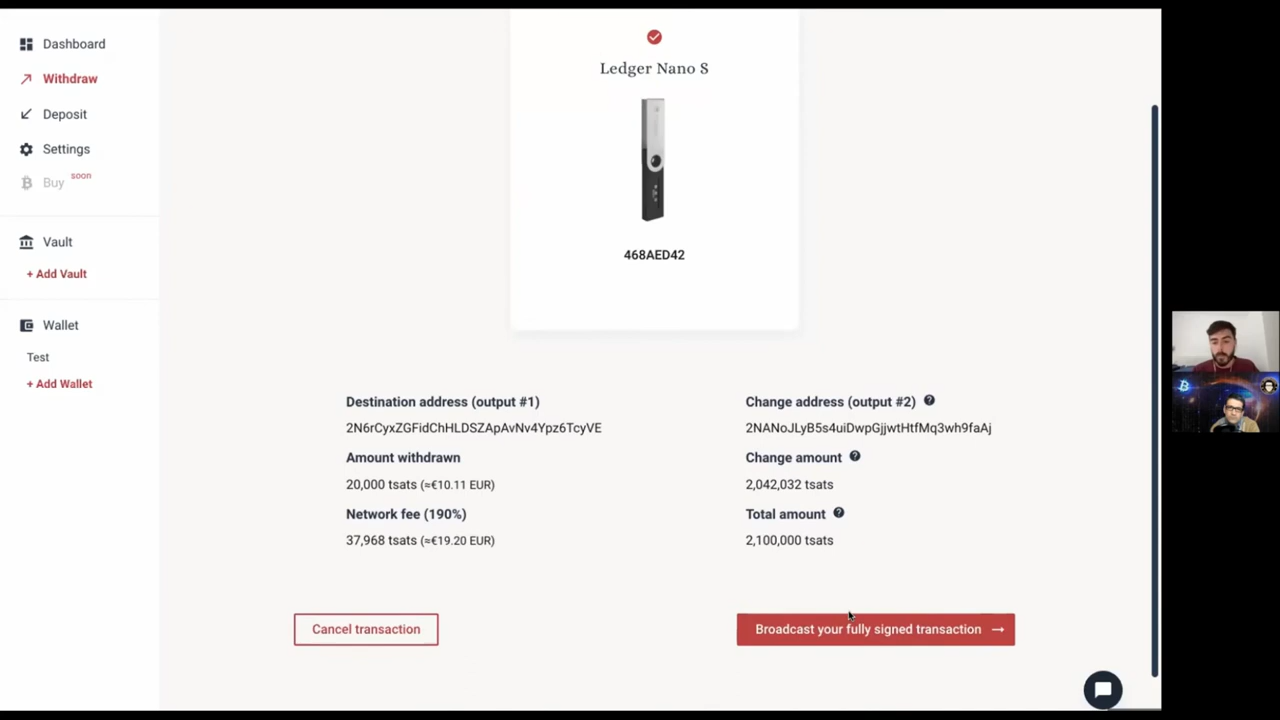 Dashboard
Withdraw
Deposit
Settings
Buy soon
Vault
+ Add Vault
Wallet
Test
+ Add Wallet
Ledger Nano S
468AED42
Destination address (output #1)
2N6rCyxZGFidChHLDSZApAvNv4Ypz6TcyVE
Amount withdrawn
20,000 tsats (≈€10.11 EUR)
Network fee (190%)
37,968 tsats (≈€19.20 EUR)
Change address (output #2)
2NANoJLyB5s4uiDwpGjjwtHtfMq3wh9faAj
Change amount
2,042,032 tsats
Total amount
2,100,000 tsats
Cancel transaction
Broadcast your fully signed transaction →